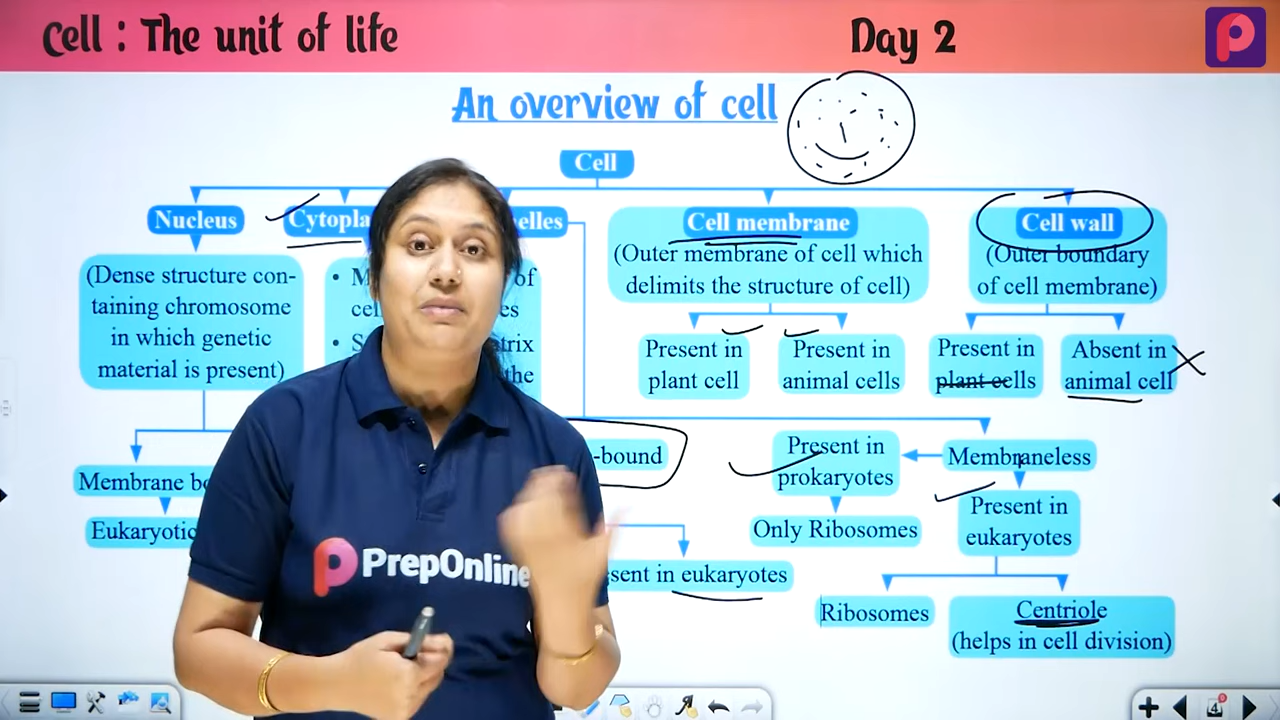 Cell : The unit of life
Day 2
An overview of cell
Cell
Nucleus
(Dense structure con-
taining chromosome
in which genetic
material is present)
Membrane
Eukaryotic
Cell membrane
(Outer membrane of cell which
delimits the structure of cell)
Present in
plant cell
Present in
animal cells
Cell wall
(Outer boundary
of cell membrane)
Present in
plant cells
Absent in
animal cell
of
the
-bound
in eukaryotes
Membraneless
Present in
prokaryotes
Only Ribosomes
Present in
eukaryotes
Ribosomes
Centriole
(helps in cell division)
PrepOnline
4